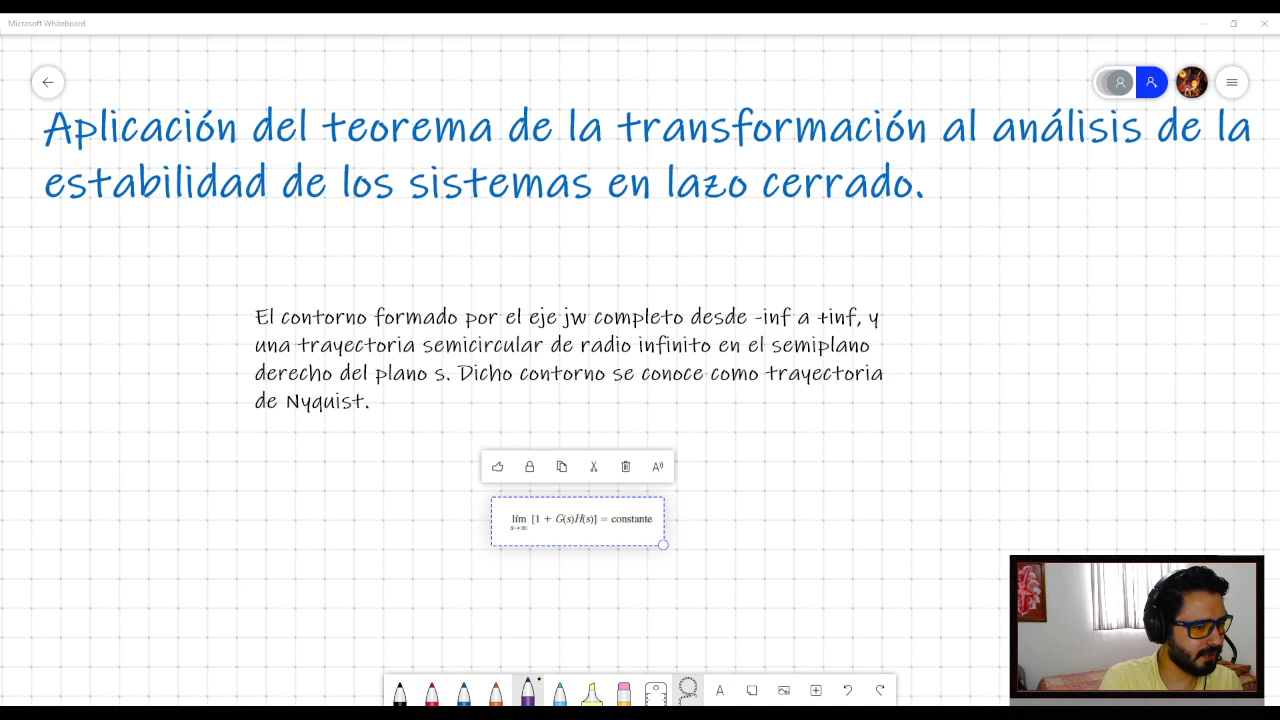 Microsoft Whiteboard
Aplicación del teorema de la transformación al análisis de la
estabilidad de los sistemas en lazo cerrado.
El contorno formado por el eje jw completo desde -inf a +inf, y
una trayectoria semicircular de radio infinito en el semiplano
derecho del plano s. Dicho contorno se conoce como trayectoria
de Nyquist.
lím [1 + G(s)H(s)] = constante
s→∞